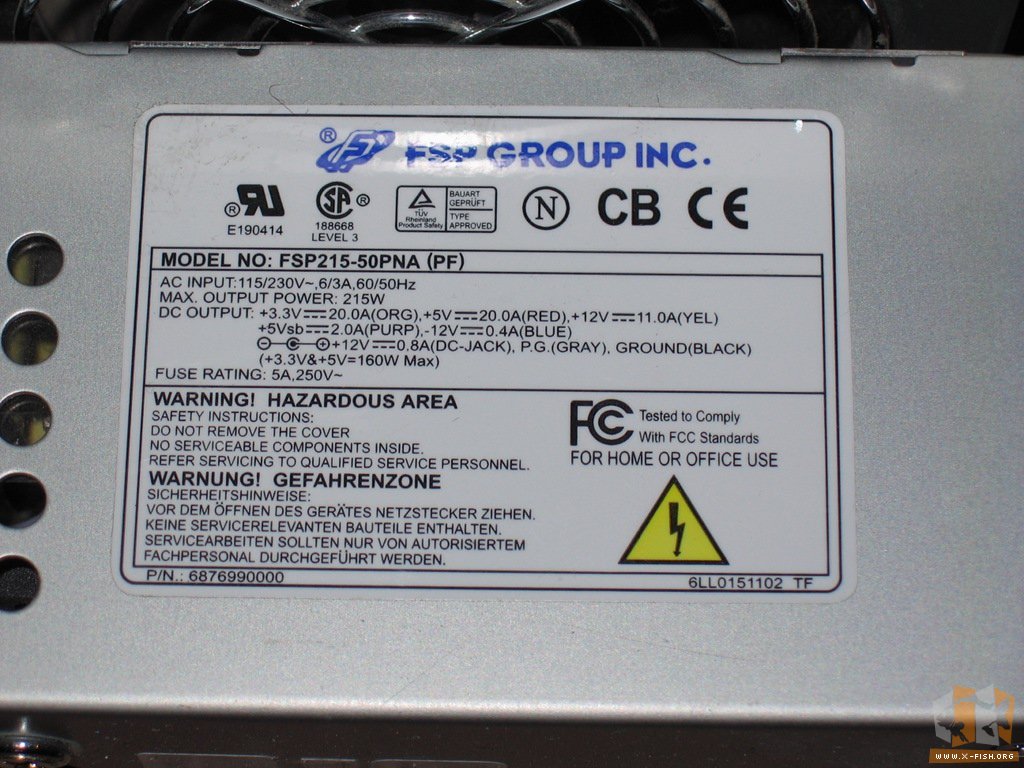 ® FSP GROUP INC.
® RU
E190414
SA ®
188668
LEVEL 3
TÜV
Rheinland
Product Safety
BAUART
GEPRÜFT
TYPE
APPROVED
N
CB
CE
MODEL NO: FSP215-50PNA (PF)
AC INPUT:115/230V~,6/3A,60/50Hz
MAX. OUTPUT POWER: 215W
DC OUTPUT: +3.3V⎓20.0A(ORG),+5V⎓20.0A(RED),+12V⎓11.0A(YEL)
+5Vsb⎓2.0A(PURP),-12V⎓0.4A(BLUE)
+12V⎓0.8A(DC-JACK), P.G.(GRAY), GROUND(BLACK)
(+3.3V&+5V=160W Max)
FUSE RATING: 5A,250V~
WARNING! HAZARDOUS AREA
SAFETY INSTRUCTIONS:
DO NOT REMOVE THE COVER
NO SERVICEABLE COMPONENTS INSIDE.
REFER SERVICING TO QUALIFIED SERVICE PERSONNEL.
FC Tested to Comply
With FCC Standards
FOR HOME OR OFFICE USE
WARNUNG! GEFAHRENZONE
SICHERHEITSHINWEISE:
VOR DEM ÖFFNEN DES GERÄTES NETZSTECKER ZIEHEN.
KEINE SERVICERELEVANTEN BAUTEILE ENTHALTEN.
SERVICEARBEITEN SOLLTEN NUR VON AUTORISIERTEM
FACHPERSONAL DURCHGEFÜHRT WERDEN.
P/N.: 6876990000
6LL0151102 TF
WWW.X-FISH.ORG